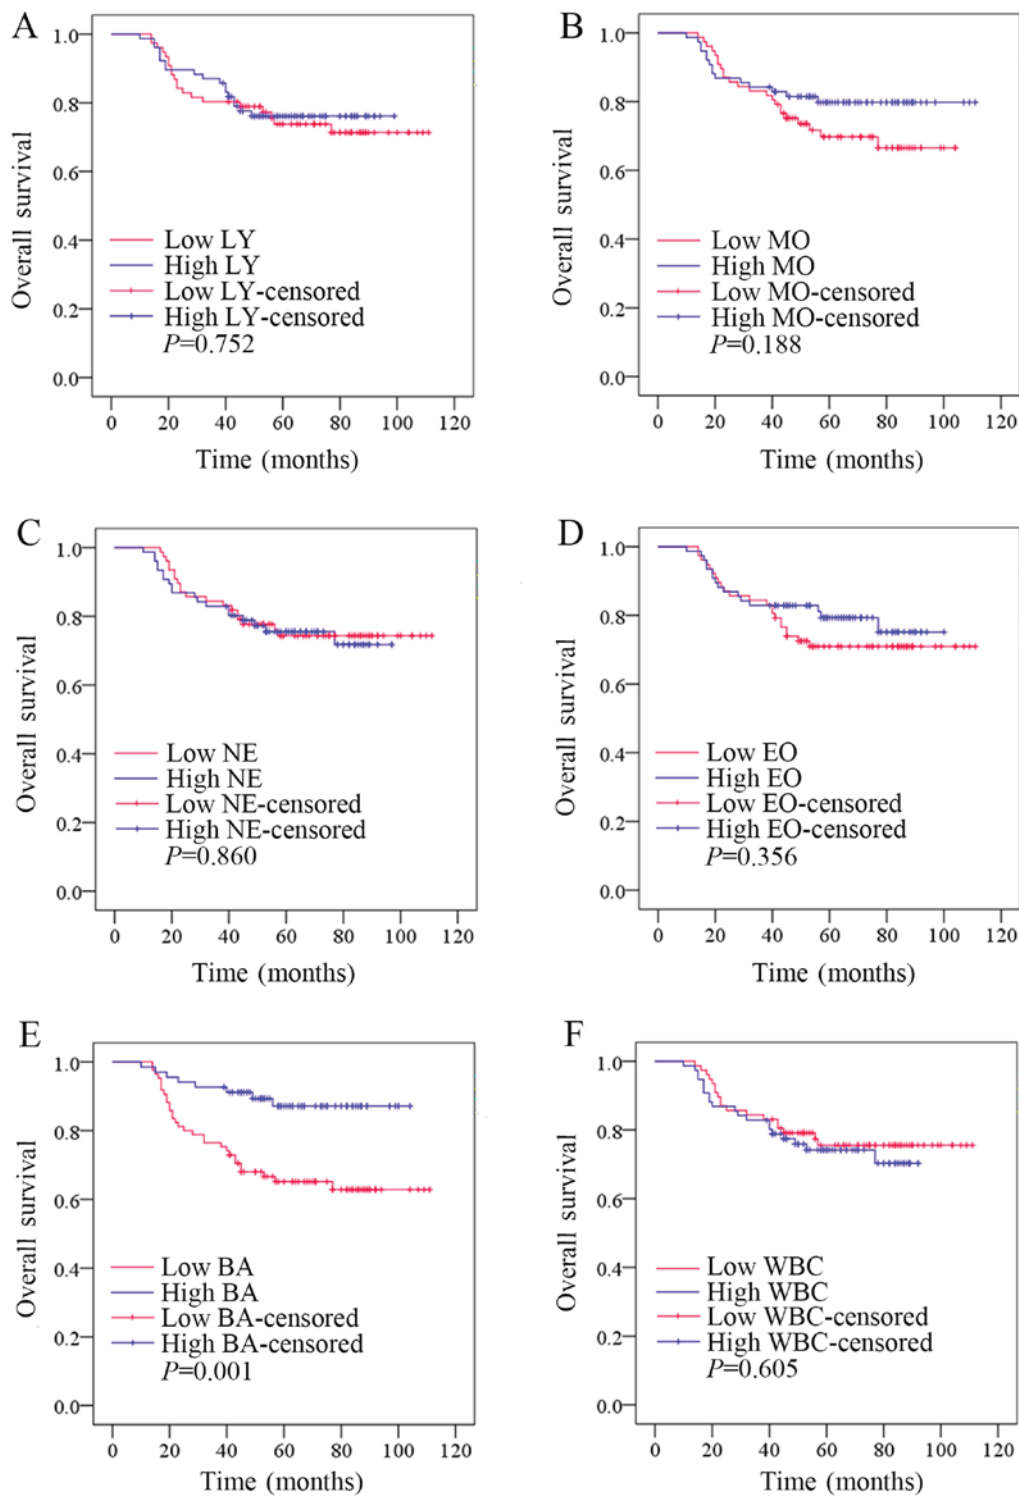 A
1.0
0.8
0.6
0.4
0.2
0.0
Overall survival
Low LY
High LY
Low LY-censored
High LY-censored
P=0.752
0 20 40 60 80 100 120
Time (months)
B
1.0
0.8
0.6
0.4
0.2
0.0
Overall survival
Low MO
High MO
Low MO-censored
High MO-censored
P=0.188
0 20 40 60 80 100 120
Time (months)
C
1.0
0.8
0.6
0.4
0.2
0.0
Overall survival
Low NE
High NE
Low NE-censored
High NE-censored
P=0.860
0 20 40 60 80 100 120
Time (months)
D
1.0
0.8
0.6
0.4
0.2
0.0
Overall survival
Low EO
High EO
Low EO-censored
High EO-censored
P=0.356
0 20 40 60 80 100 120
Time (months)
E
1.0
0.8
0.6
0.4
0.2
0.0
Overall survival
Low BA
High BA
Low BA-censored
High BA-censored
P=0.001
0 20 40 60 80 100 120
Time (months)
F
1.0
0.8
0.6
0.4
0.2
0.0
Overall survival
Low WBC
High WBC
Low WBC-censored
High WBC-censored
P=0.605
0 20 40 60 80 100 120
Time (months)